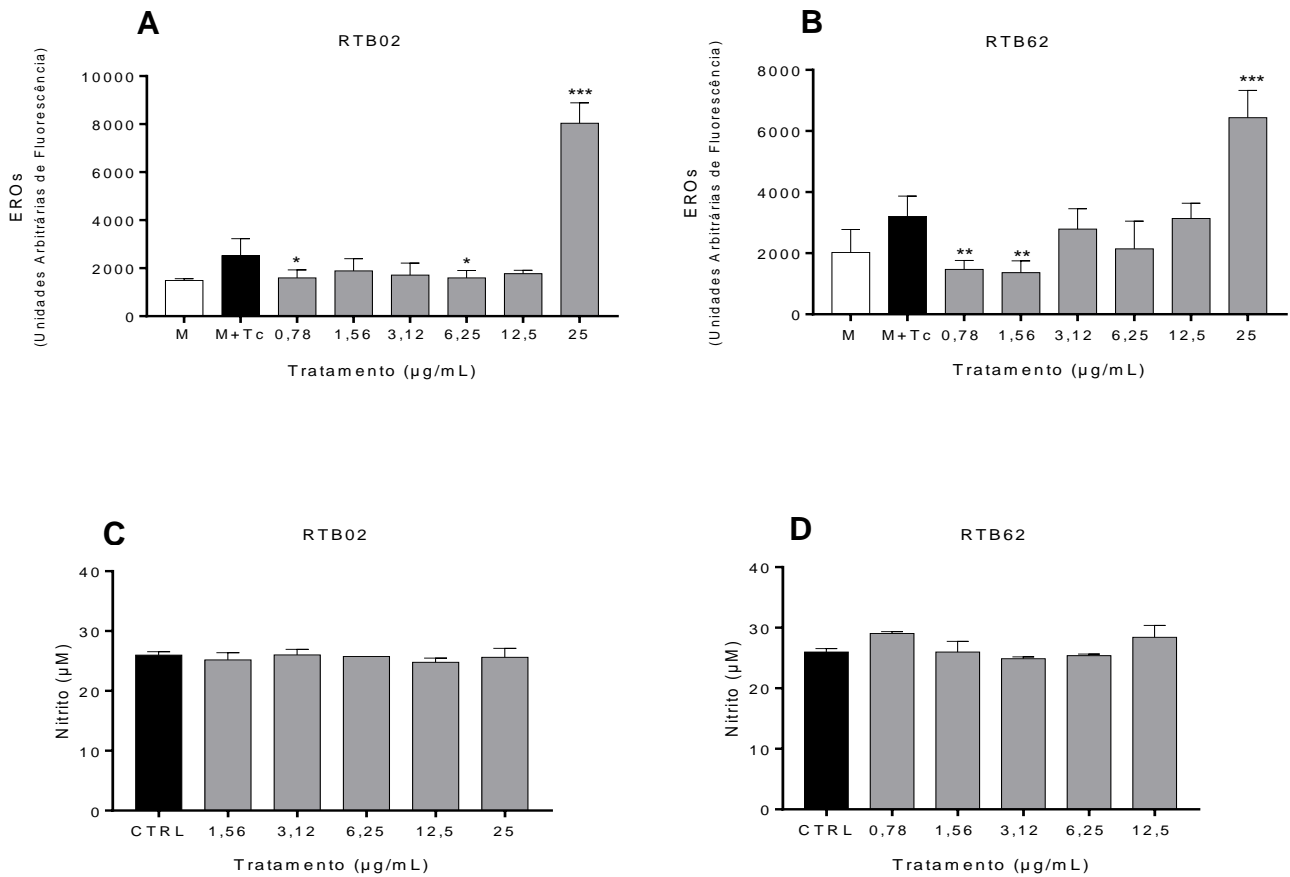 A
RTB02
EROs
(Unidades Arbitrárias de Fluorescência)
10000
8000
6000
4000
2000
0
*
*
***
M M+Tc 0,78 1,56 3,12 6,25 12,5 25
Tratamento (µg/mL)
B
RTB62
EROs
(Unidades Arbitrárias de Fluorescência)
8000
6000
4000
2000
0
**
**
***
M M+Tc 0,78 1,56 3,12 6,25 12,5 25
Tratamento (µg/mL)
C
RTB02
Nitrito (µM)
40
30
20
10
0
CTRL 1,56 3,12 6,25 12,5 25
Tratamento (µg/mL)
D
RTB62
Nitrito (µM)
40
30
20
10
0
CTRL 0,78 1,56 3,12 6,25 12,5
Tratamento (µg/mL)